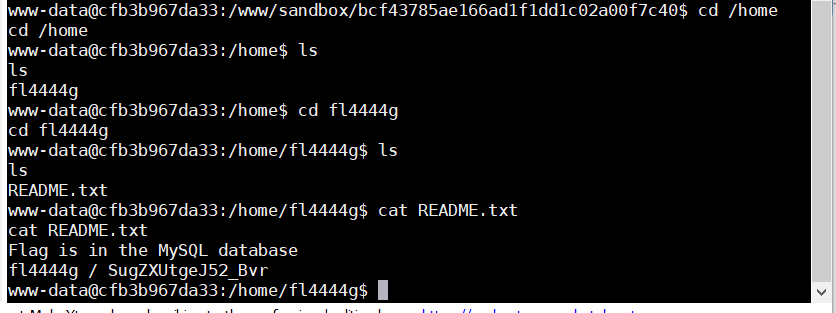 www-data@cfb3b967da33:/www/sandbox/bcf43785ae166ad1f1dd1c02a00f7c40$ cd /home
cd /home
www-data@cfb3b967da33:/home$ ls
ls
fl4444g
www-data@cfb3b967da33:/home$ cd fl4444g
cd fl4444g
www-data@cfb3b967da33:/home/fl4444g$ ls
ls
README.txt
www-data@cfb3b967da33:/home/fl4444g$ cat README.txt
cat README.txt
Flag is in the MySQL database
fl4444g / SugZXUtgeJ52_Bvr
www-data@cfb3b967da33:/home/fl4444g$